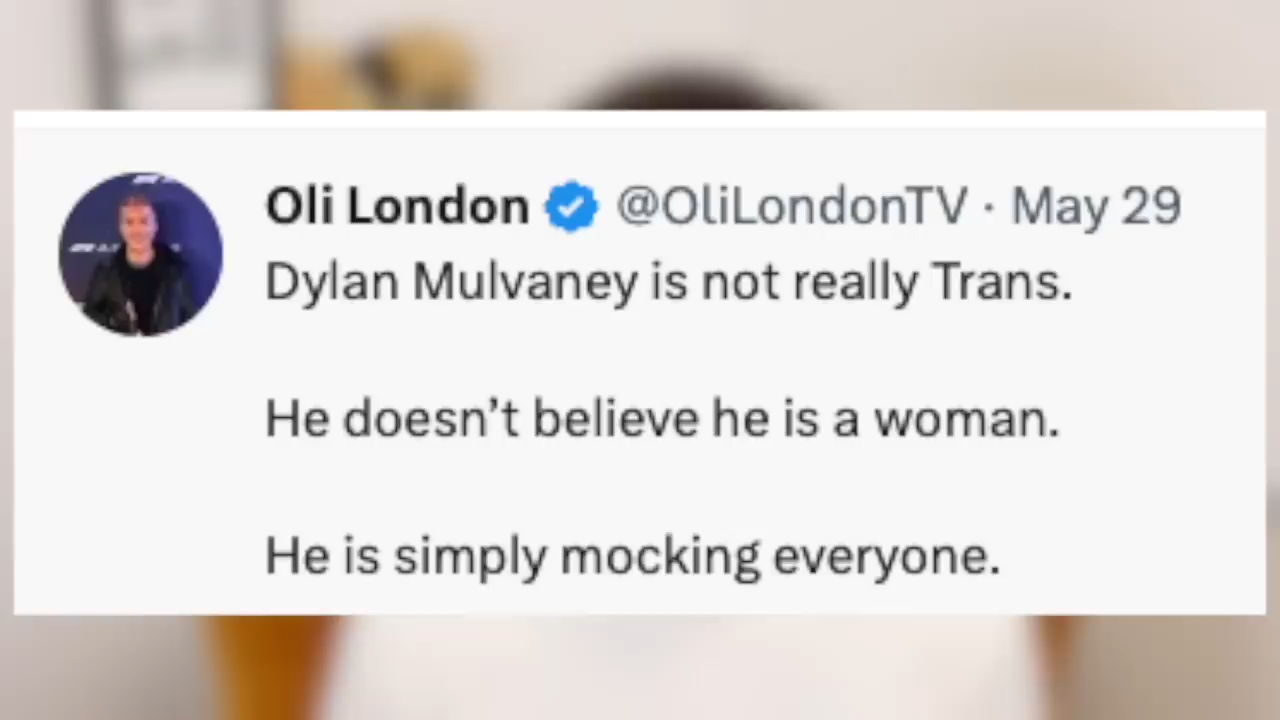 Oli London @OliLondonTV · May 29
Dylan Mulvaney is not really Trans.
He doesn’t believe he is a woman.
He is simply mocking everyone.